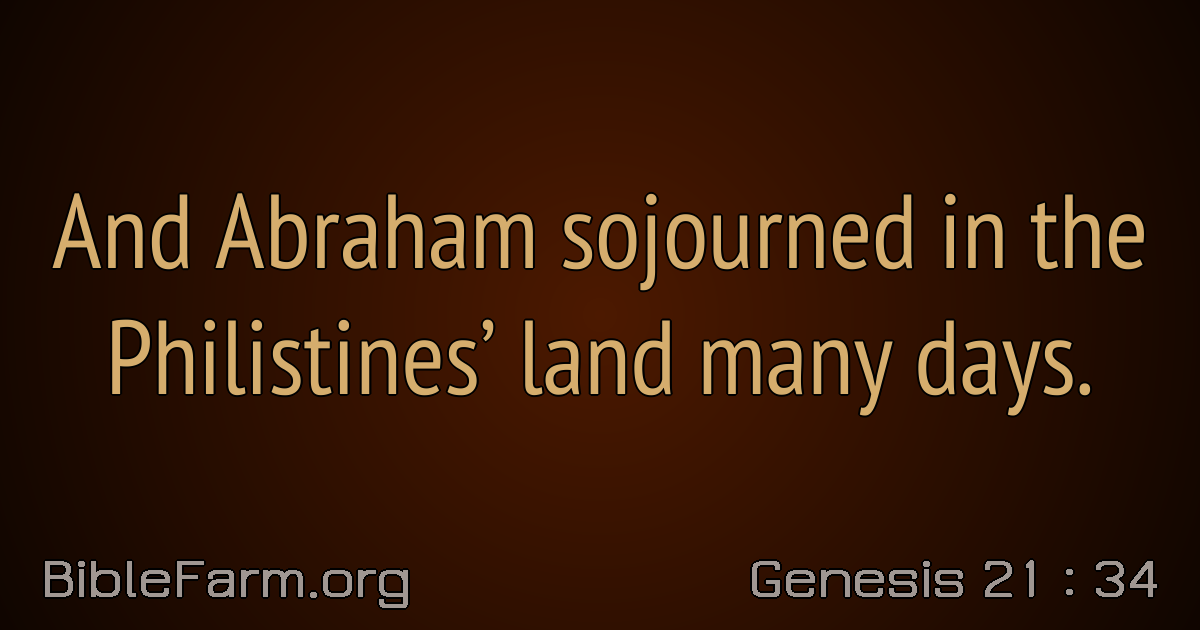 And Abraham sojourned in the
Philistines’ land many days.
BibleFarm.org
Genesis 21 : 34